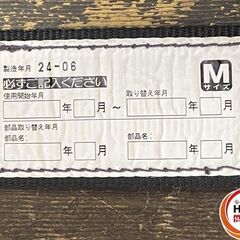 製造年月 24-06
必ずご記入ください
M
サイズ
使用開始年月 取り替え年月
年 月 ~ 年 月
部品取り替え年月
部品名: 部品名:
年 月 年 月